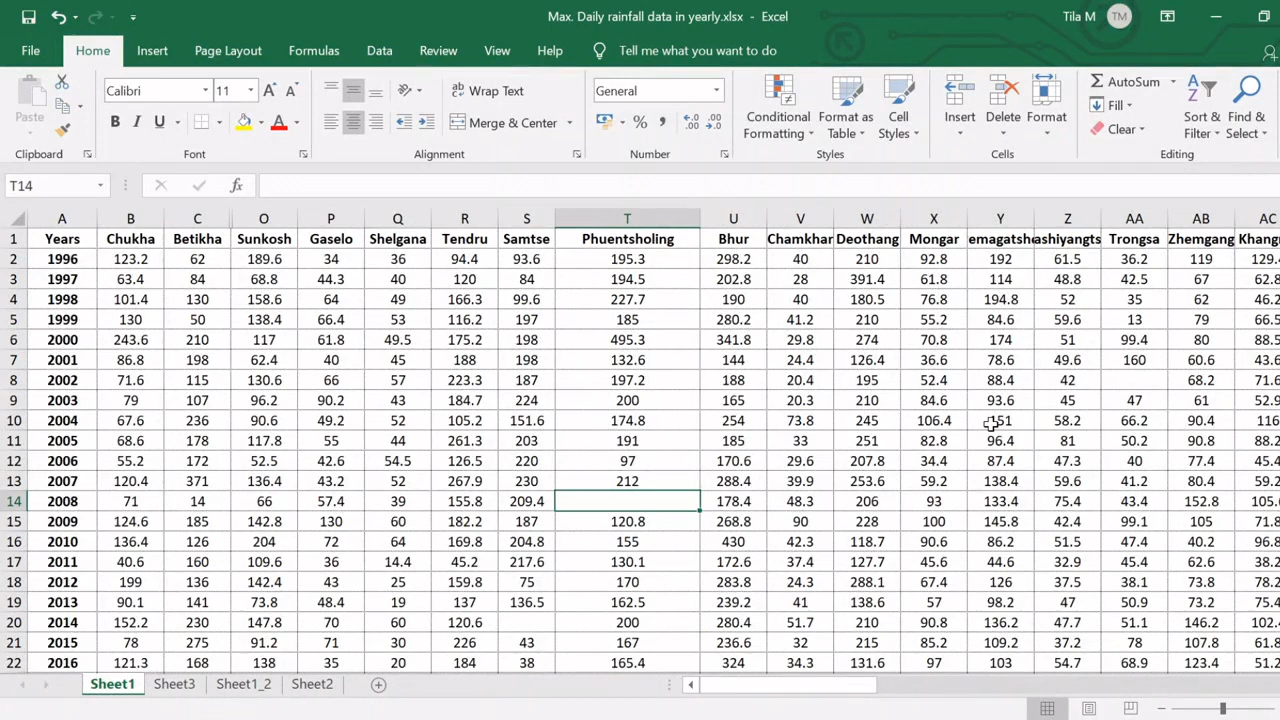 Max. Daily rainfall data in yearly.xlsx - Excel
Tila M TM
File Home Insert Page Layout Formulas Data Review View Help Tell me what you want to do
Calibri 11 Wrap Text General AutoSum
Paste Merge & Center Conditional Formatting Format as Table Cell Styles Insert Delete Format Fill Clear Sort & Filter Find & Select
Clipboard Font Alignment Number Styles Cells Editing
T14 fx
A B C O P Q R S T U V W X Y Z AA AB AC
1 Years Chukha Betikha Sunkosh Gaselo Shelgana Tendru Samtse Phuentsholing Bhur Chamkhar Deothang Mongar emagatshe ashiyangts Trongsa Zhemgang Khang
2 1996 123.2 62 189.6 34 36 94.4 93.6 195.3 298.2 40 210 92.8 192 61.5 36.2 119 129.4
3 1997 63.4 84 68.8 44.3 40 120 84 194.5 202.8 28 391.4 61.8 114 48.8 42.5 67 62.8
4 1998 101.4 130 158.6 64 49 166.3 99.6 227.7 190 40 180.5 76.8 194.8 52 35 62 46.2
5 1999 130 50 138.4 66.4 53 116.2 197 185 280.2 41.2 210 55.2 84.6 59.6 13 79 66.5
6 2000 243.6 210 117 61.8 49.5 175.2 198 495.3 341.8 29.8 274 70.8 174 51 99.4 80 88.5
7 2001 86.8 198 62.4 40 45 188 198 132.6 144 24.4 126.4 36.6 78.6 49.6 160 60.6 43.6
8 2002 71.6 115 130.6 66 57 223.3 187 197.2 188 20.4 195 52.4 88.4 42 68.2 71.6
9 2003 79 107 96.2 90.2 43 184.7 224 200 165 20.3 210 84.6 93.6 45 47 61 52.9
10 2004 67.6 236 90.6 49.2 52 105.2 151.6 174.8 254 73.8 245 106.4 151 58.2 66.2 90.4 116
11 2005 68.6 178 117.8 55 44 261.3 203 191 185 33 251 82.8 96.4 81 50.2 90.8 88.2
12 2006 55.2 172 52.5 42.6 54.5 126.5 220 97 170.6 29.6 207.8 34.4 87.4 47.3 40 77.4 45.4
13 2007 120.4 371 136.4 43.2 52 267.9 230 212 288.4 39.9 253.6 59.2 138.4 59.6 41.2 80.4 59.2
14 2008 71 14 66 57.4 39 155.8 209.4 178.4 48.3 206 93 133.4 75.4 43.4 152.8 105.6
15 2009 124.6 185 142.8 130 60 182.2 187 120.8 268.8 90 228 100 145.8 42.4 99.1 105 71.8
16 2010 136.4 126 204 72 64 169.8 204.8 155 430 42.3 118.7 90.6 86.2 51.5 47.4 40.2 96.8
17 2011 40.6 160 109.6 36 14.4 45.2 217.6 130.1 172.6 37.4 127.7 45.6 44.6 32.9 45.4 62.6 38.2
18 2012 199 136 142.4 43 25 159.8 75 170 283.8 24.3 288.1 67.4 126 37.5 38.1 73.8 78.2
19 2013 90.1 141 73.8 48.4 19 137 136.5 162.5 239.2 41 138.6 57 98.2 47 50.9 73.2 75.4
20 2014 152.2 230 147.8 70 60 120.6 200 280.4 51.7 210 90.8 136.2 47.7 51.1 146.2 102.4
21 2015 78 275 91.2 71 30 226 43 167 236.6 32 215 85.2 109.2 37.2 78 107.8 61.8
22 2016 121.3 168 138 35 20 184 38 165.4 324 34.3 131.6 97 103 54.7 68.9 123.4 51.2
Sheet1 Sheet3 Sheet1_2 Sheet2